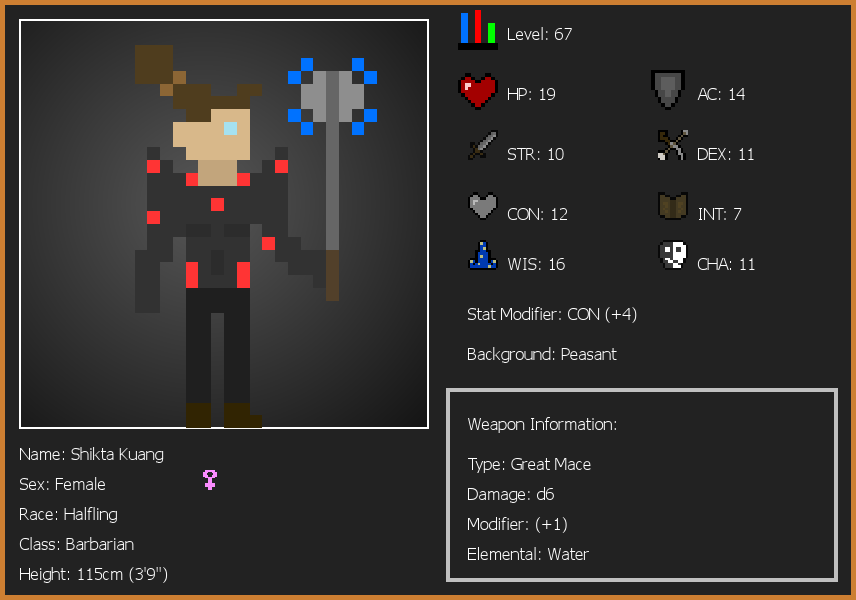 Level: 67
HP: 19
AC: 14
STR: 10
DEX: 11
CON: 12
INT: 7
WIS: 16
CHA: 11
Stat Modifier: CON (+4)
Background: Peasant
Weapon Information:
Type: Great Mace
Damage: d6
Modifier: (+1)
Elemental: Water
Name: Shikta Kuang
Sex: Female
Race: Halfling
Class: Barbarian
Height: 115cm (3'9")